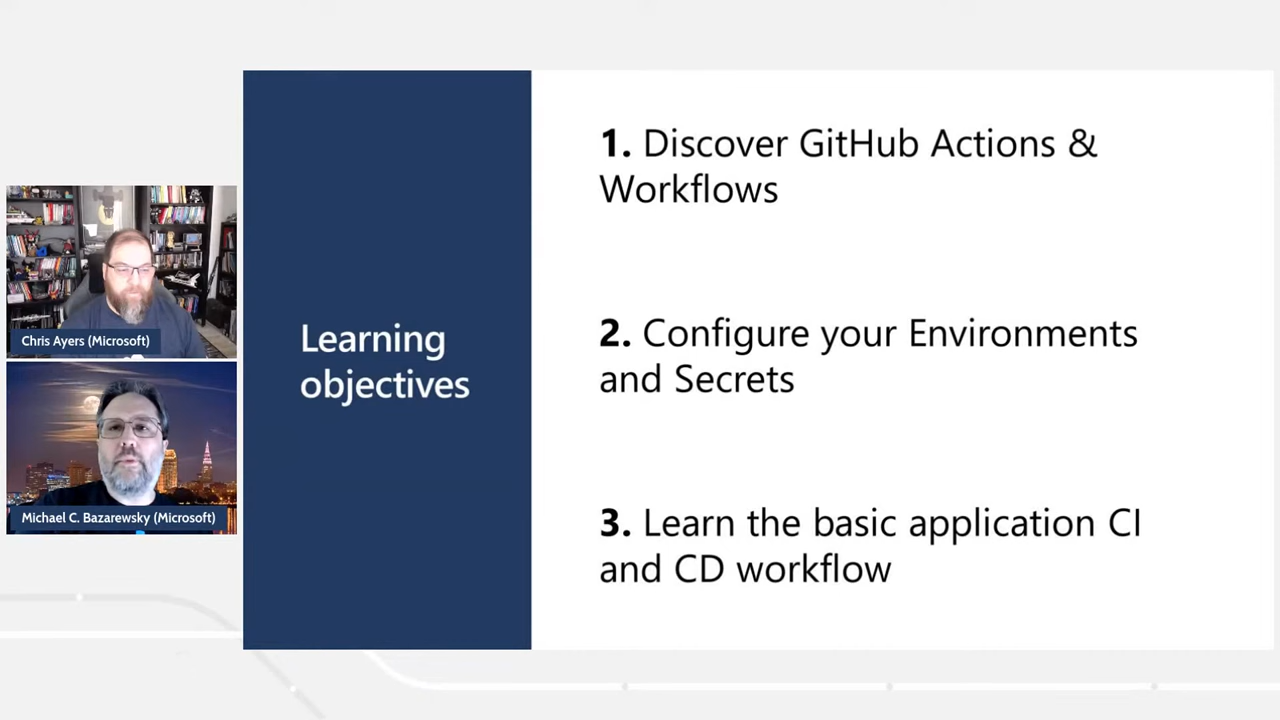 Chris Ayers (Microsoft)
Michael C. Bazarewsky (Microsoft)
Learning
objectives
1. Discover GitHub Actions &
Workflows
2. Configure your Environments
and Secrets
3. Learn the basic application CI
and CD workflow